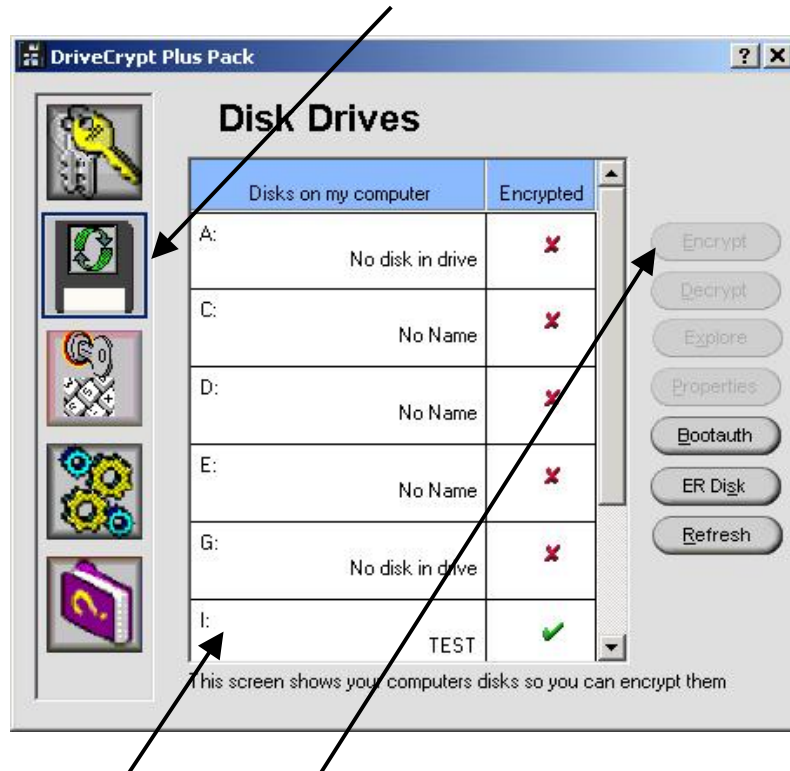 DriveCrypt Plus Pack
Disk Drives
Disks on my computer Encrypted
A:
No disk in drive
C:
No Name
D:
No Name
E:
No Name
G:
No disk in drive
I:
TEST
Encrypt
Decrypt
Explore
Properties
Bootauth
ER Disk
Refresh
This screen shows your computers disks so you can encrypt them